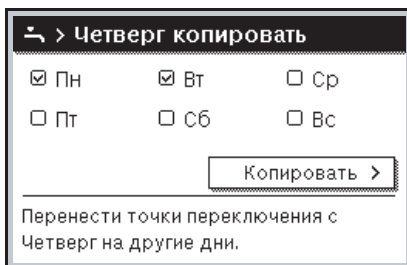 > Четверг копировать
☑ Пн ☑ Вт ☐ Ср
☐ Пт ☐ Сб ☐ Вс
Копировать >
Перенести точки переключения с
Четверг на другие дни.